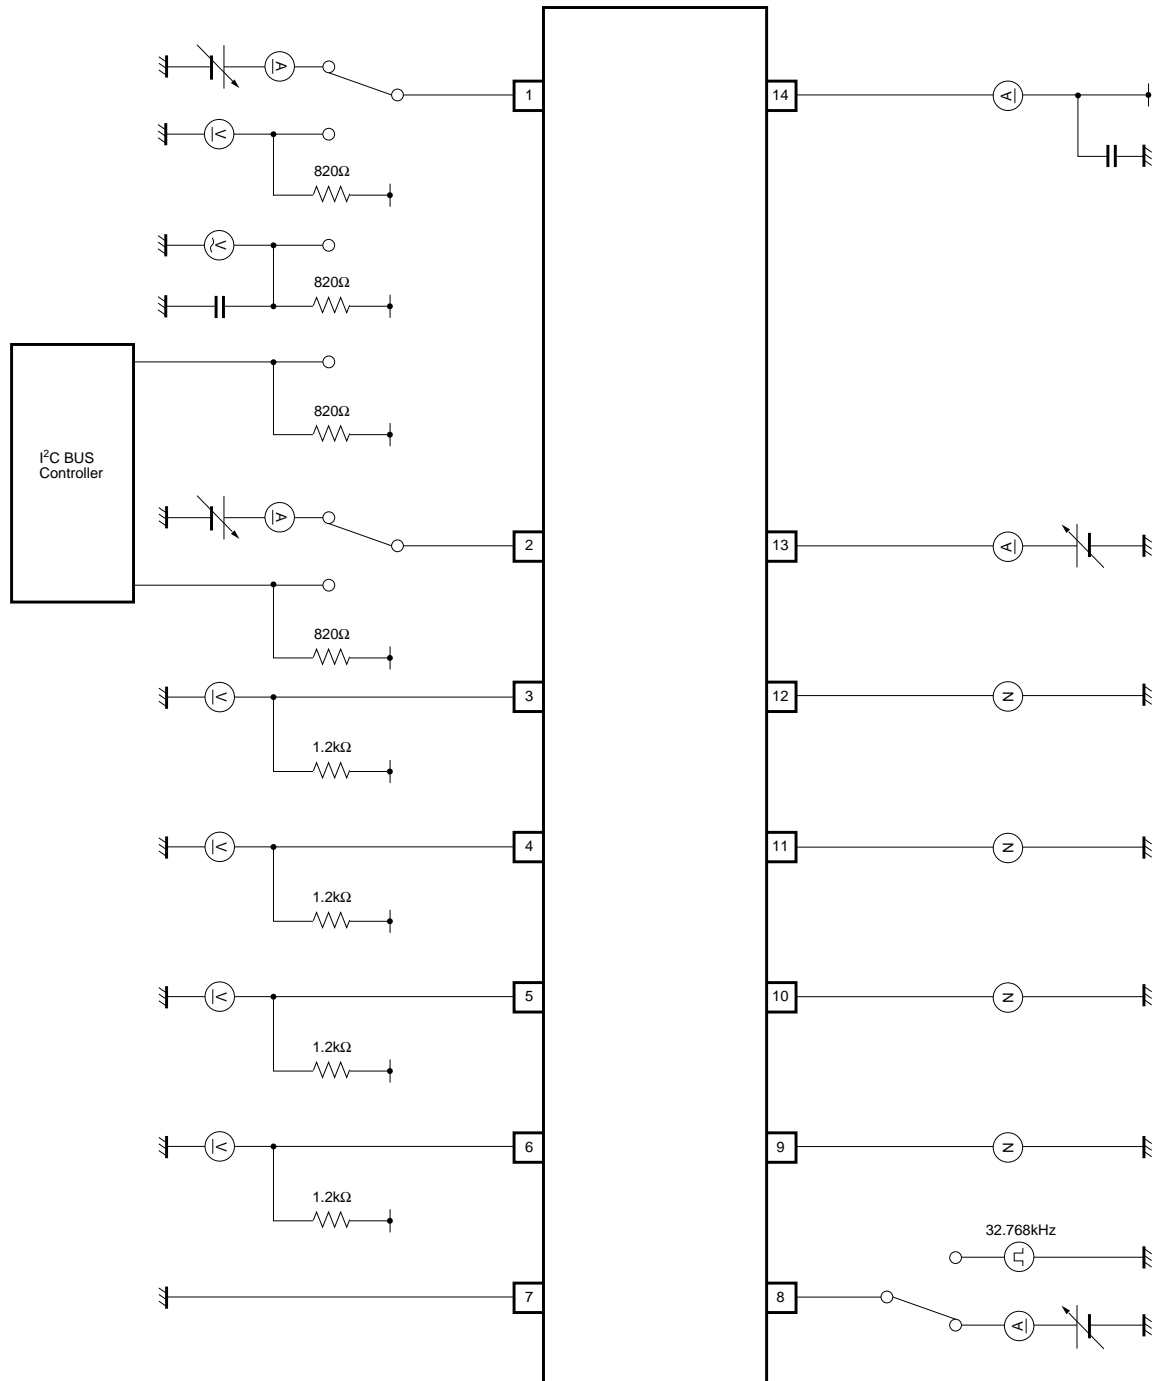 A
1
14
A
V
820Ω
V
820Ω
820Ω
I²C BUS
Controller
A
2
13
A
820Ω
V
3
12
N
1.2kΩ
V
4
11
N
1.2kΩ
V
5
10
N
1.2kΩ
V
6
9
N
1.2kΩ
32.768kHz
7
8
A